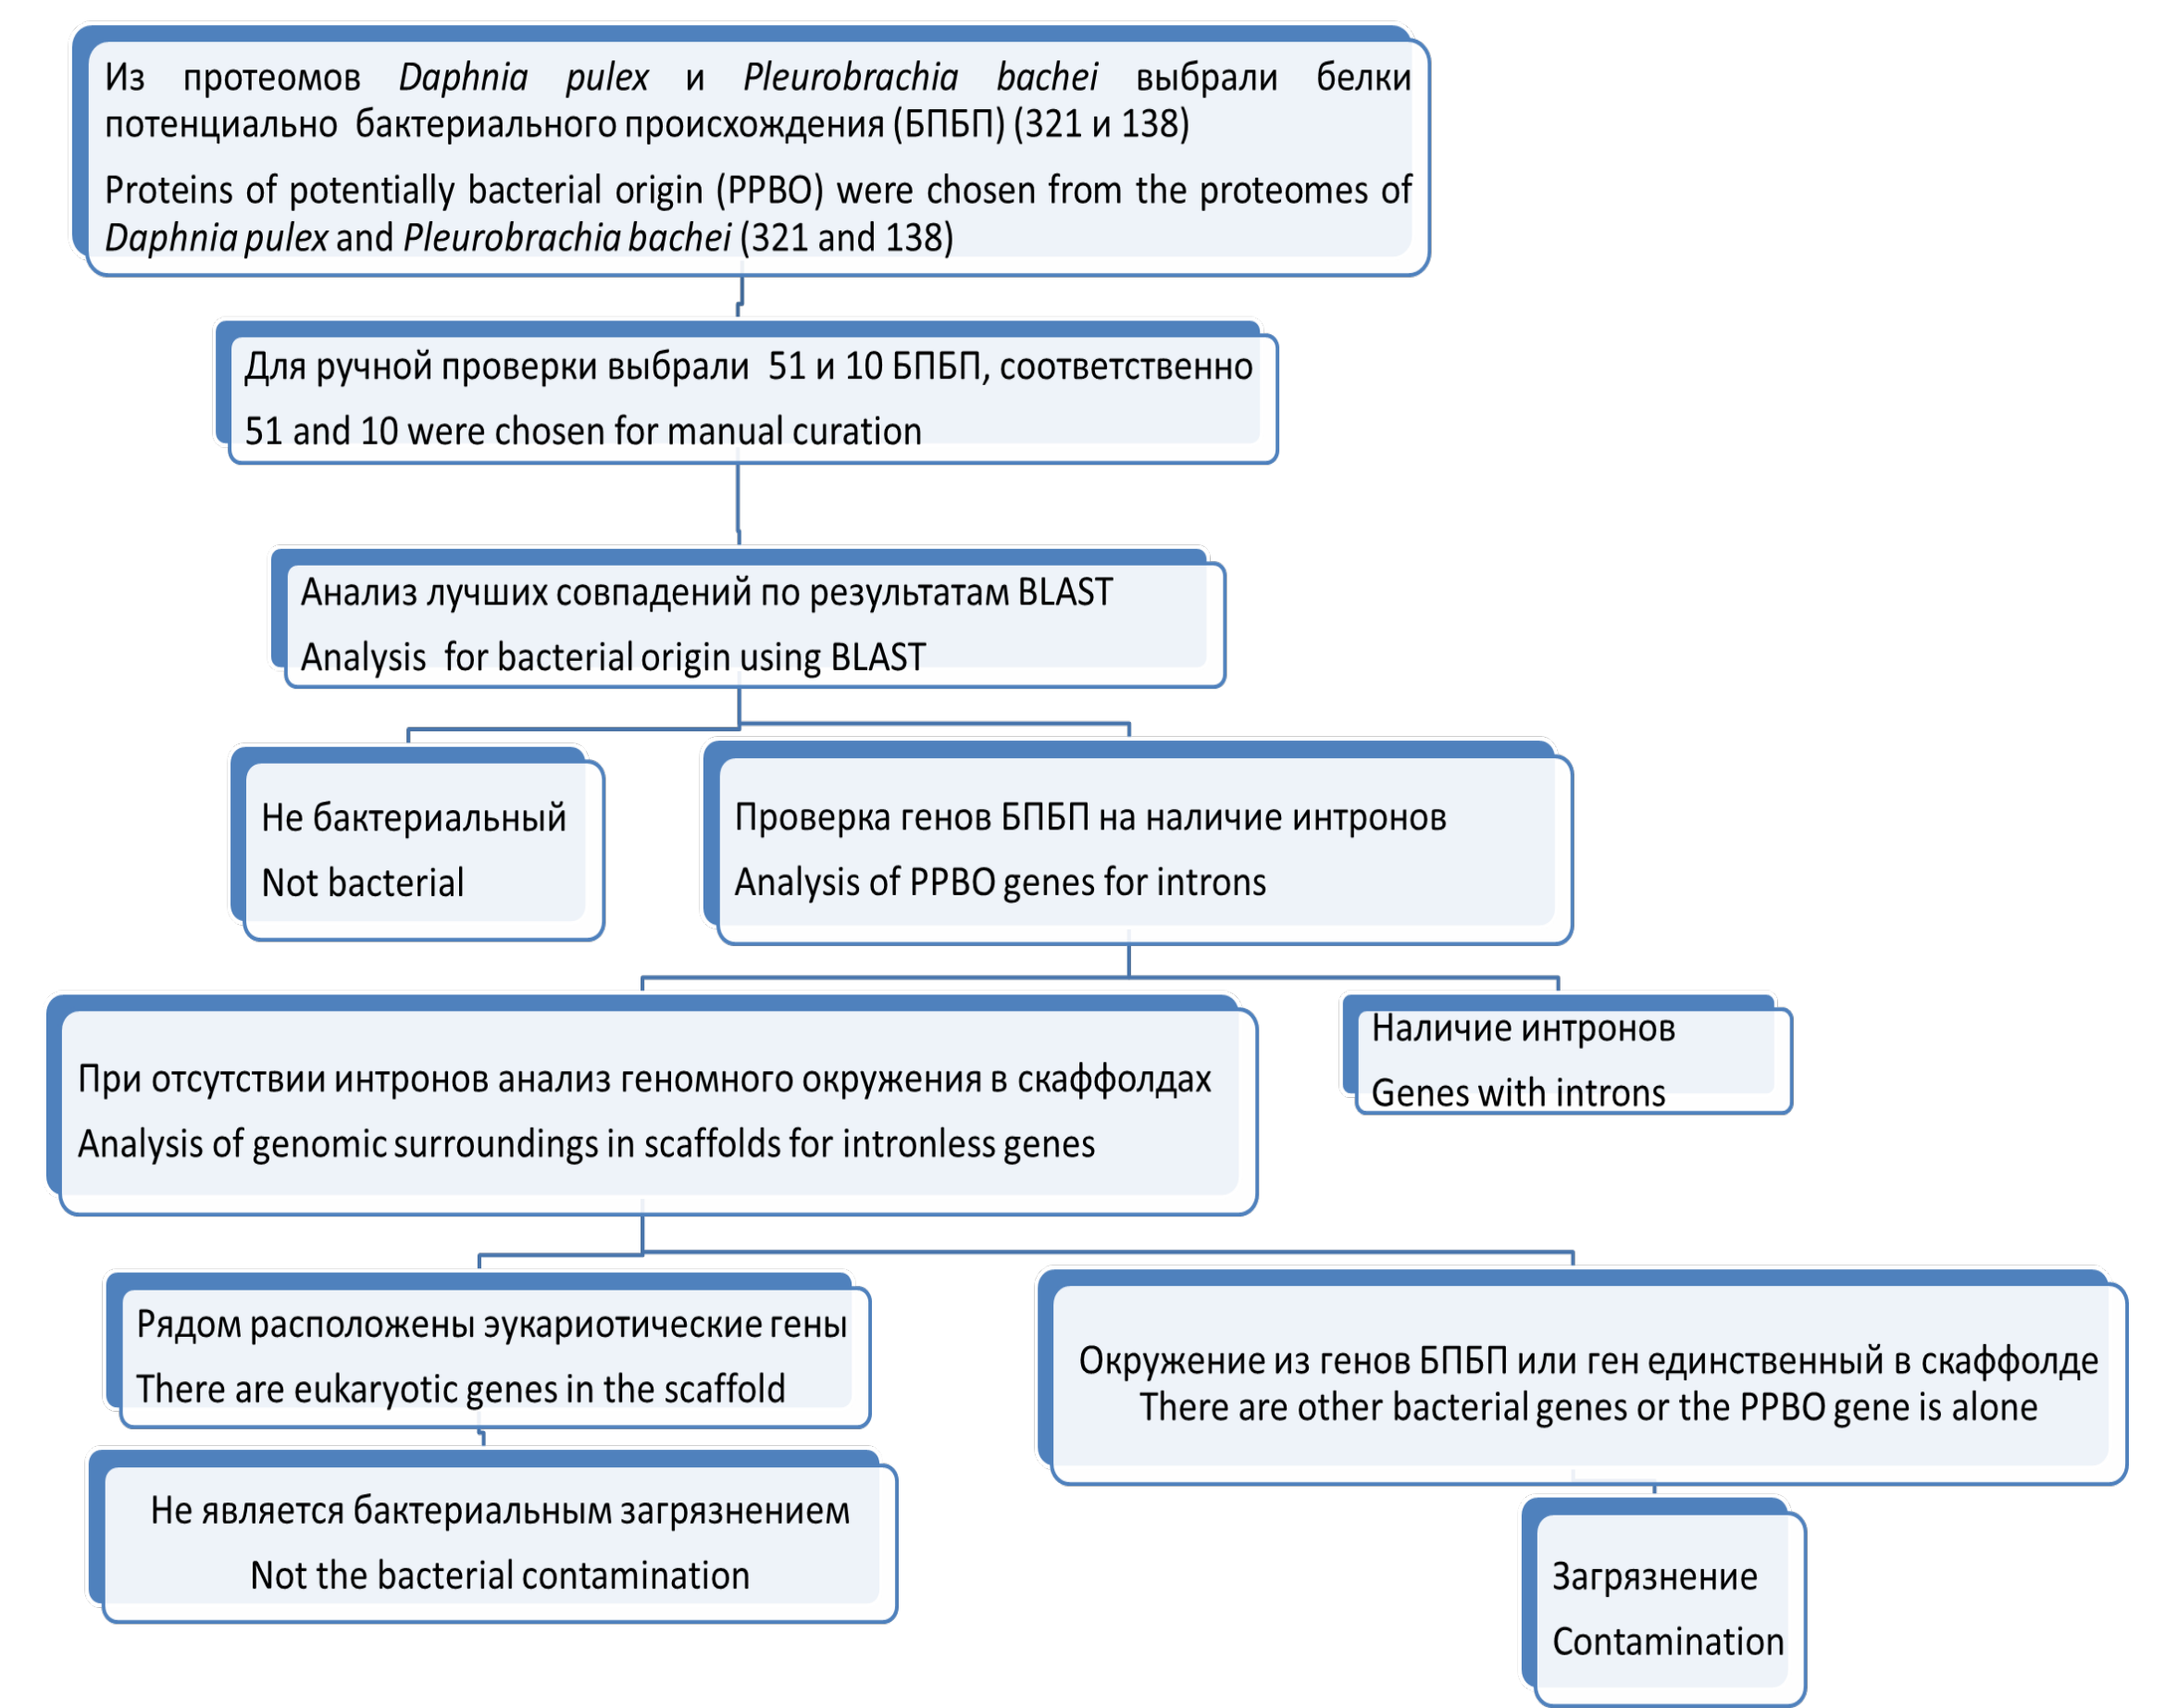 Из протеомов Daphnia pulex и Pleurobrachia bachei выбрали белки
потенциально бактериального происхождения (БПБП) (321 и 138)
Proteins of potentially bacterial origin (PPBO) were chosen from the proteomes of
Daphnia pulex and Pleurobrachia bachei (321 and 138)
Для ручной проверки выбрали 51 и 10 БПБП, соответственно
51 and 10 were chosen for manual curation
Анализ лучших совпадений по результатам BLAST
Analysis for bacterial origin using BLAST
Не бактериальный
Not bacterial
Проверка генов БПБП на наличие интронов
Analysis of PPBO genes for introns
При отсутствии интронов анализ геномного окружения в скаффолдах
Analysis of genomic surroundings in scaffolds for intronless genes
Наличие интронов
Genes with introns
Рядом расположены эукариотические гены
There are eukaryotic genes in the scaffold
Окружение из генов БПБП или ген единственный в скаффолде
There are other bacterial genes or the PPBO gene is alone
Не является бактериальным загрязнением
Not the bacterial contamination
Загрязнение
Contamination